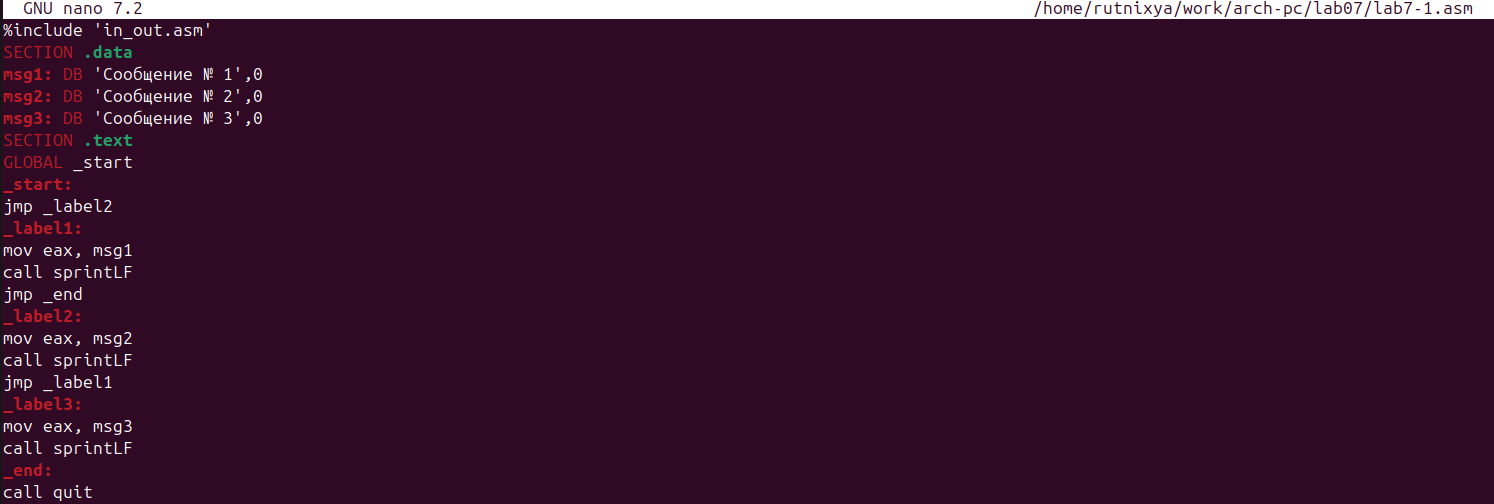 GNU nano 7.2 /home/rutnixya/work/arch-pc/lab07/lab7-1.asm
%include 'in_out.asm'
SECTION .data
msg1: DB 'Сообщение № 1',0
msg2: DB 'Сообщение № 2',0
msg3: DB 'Сообщение № 3',0
SECTION .text
GLOBAL _start
_start:
jmp _label2
_label1:
mov eax, msg1
call sprintLF
jmp _end
_label2:
mov eax, msg2
call sprintLF
jmp _label1
_label3:
mov eax, msg3
call sprintLF
_end:
call quit